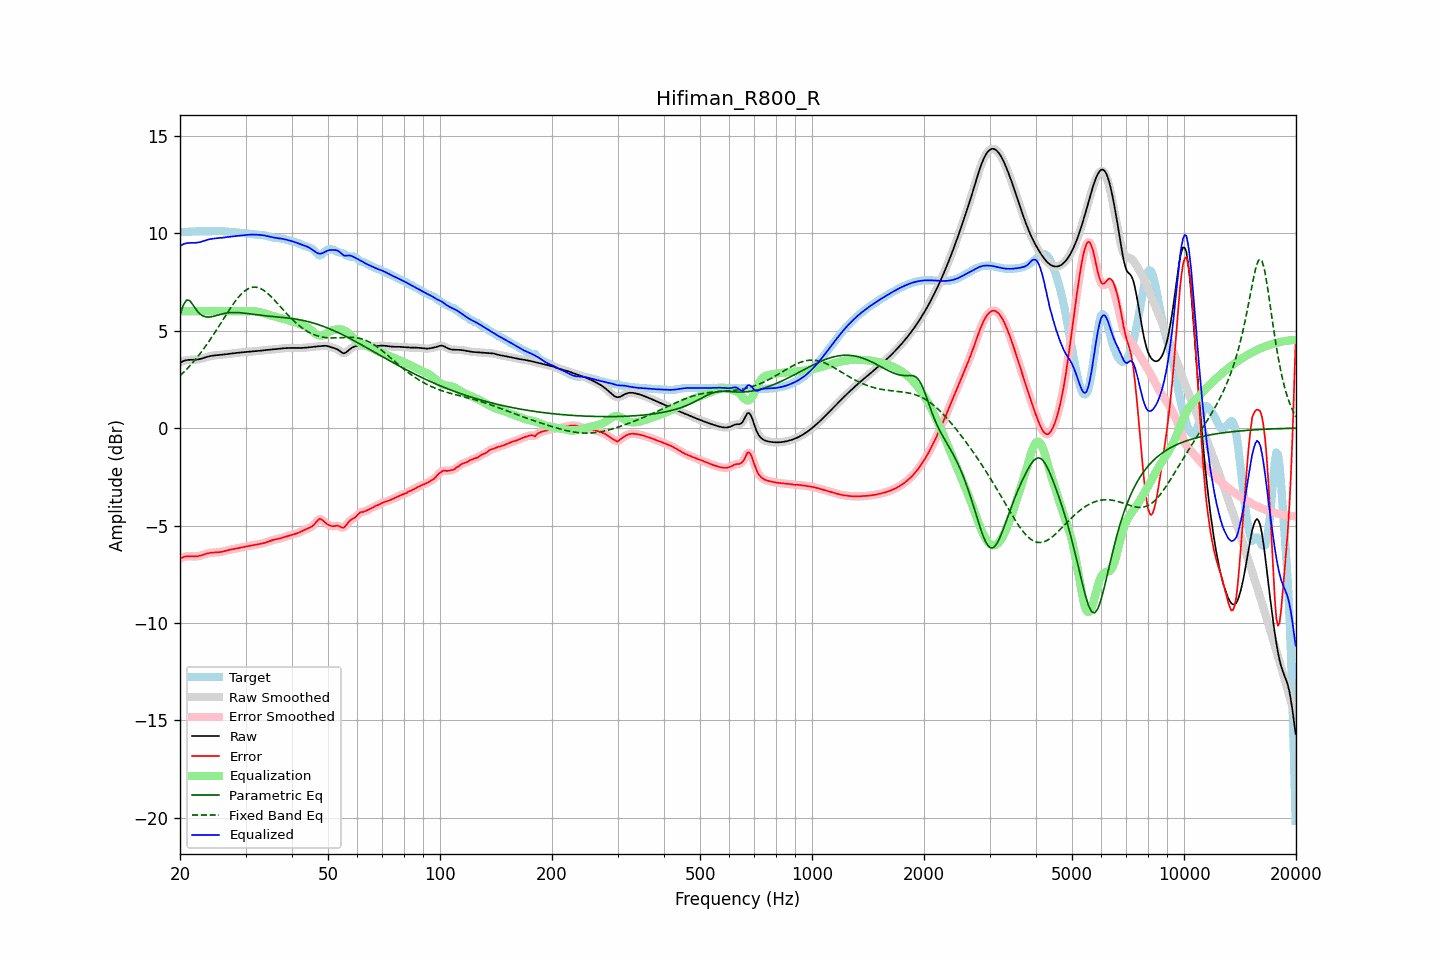 Hifiman_R800_R
Amplitude (dBr)
15
10
5
0
−5
−10
−15
−20
Target
Raw Smoothed
Error Smoothed
Raw
Error
Equalization
Parametric Eq
Fixed Band Eq
Equalized
20 50 100 200 500 1000 2000 5000 10000 20000
Frequency (Hz)